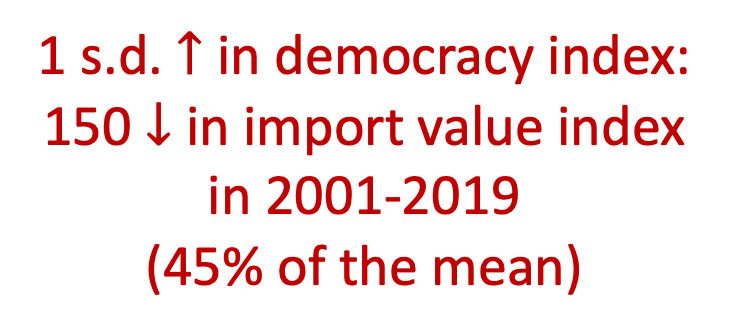 1 s.d. ↑ in democracy index:
150 ↓ in import value index
in 2001-2019
(45% of the mean)